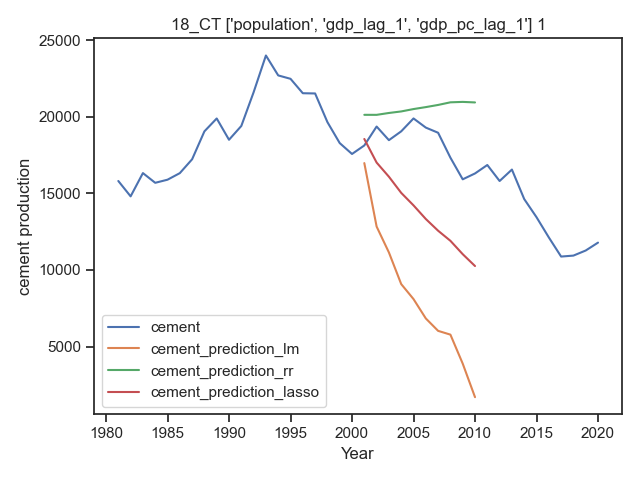 18_CT ['population', 'gdp_lag_1', 'gdp_pc_lag_1'] 1
25000
20000
15000
10000
5000
cement production
cement
cement_prediction_lm
cement_prediction_rr
cement_prediction_lasso
1980 1985 1990 1995 2000 2005 2010 2015 2020
Year